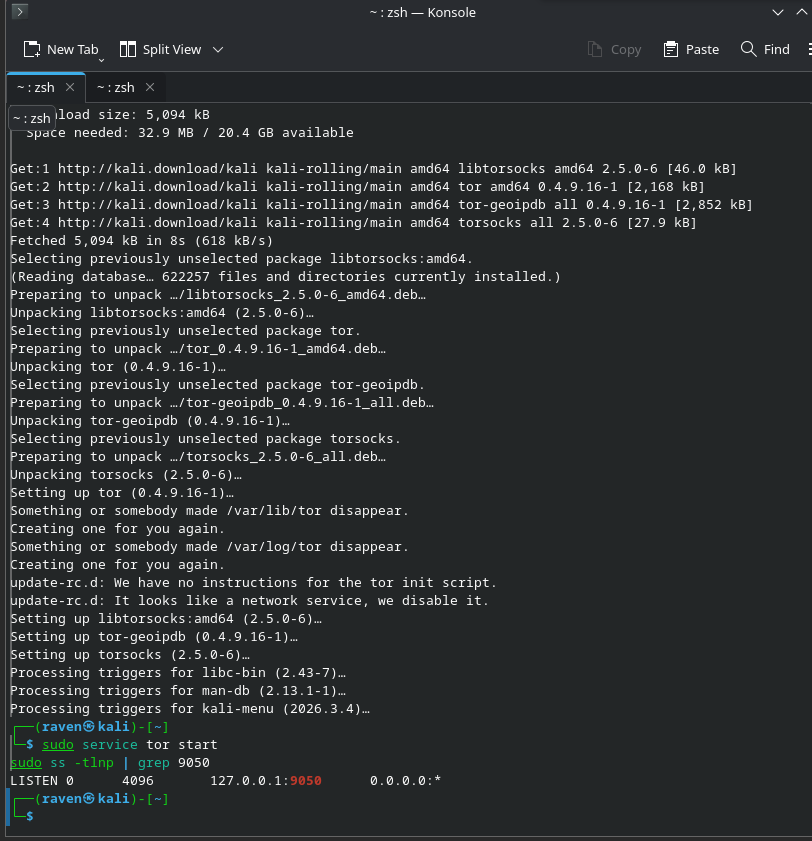 ~ : zsh — Konsole
New Tab Split View Copy Paste Find
~ : zsh ~ : zsh
load size: 5,094 kB
~ : zsh
Space needed: 32.9 MB / 20.4 GB available
Get:1 http://kali.download/kali kali-rolling/main amd64 libtorsocks amd64 2.5.0-6 [46.0 kB]
Get:2 http://kali.download/kali kali-rolling/main amd64 tor amd64 0.4.9.16-1 [2,168 kB]
Get:3 http://kali.download/kali kali-rolling/main amd64 tor-geoipdb all 0.4.9.16-1 [2,852 kB]
Get:4 http://kali.download/kali kali-rolling/main amd64 torsocks all 2.5.0-6 [27.9 kB]
Fetched 5,094 kB in 8s (618 kB/s)
Selecting previously unselected package libtorsocks:amd64.
(Reading database… 622257 files and directories currently installed.)
Preparing to unpack …/libtorsocks_2.5.0-6_amd64.deb…
Unpacking libtorsocks:amd64 (2.5.0-6)…
Selecting previously unselected package tor.
Preparing to unpack …/tor_0.4.9.16-1_amd64.deb…
Unpacking tor (0.4.9.16-1)…
Selecting previously unselected package tor-geoipdb.
Preparing to unpack …/tor-geoipdb_0.4.9.16-1_all.deb…
Unpacking tor-geoipdb (0.4.9.16-1)…
Selecting previously unselected package torsocks.
Preparing to unpack …/torsocks_2.5.0-6_all.deb…
Unpacking torsocks (2.5.0-6)…
Setting up tor (0.4.9.16-1)…
Something or somebody made /var/lib/tor disappear.
Creating one for you again.
Something or somebody made /var/log/tor disappear.
Creating one for you again.
update-rc.d: We have no instructions for the tor init script.
update-rc.d: It looks like a network service, we disable it.
Setting up libtorsocks:amd64 (2.5.0-6)…
Setting up tor-geoipdb (0.4.9.16-1)…
Setting up torsocks (2.5.0-6)…
Processing triggers for libc-bin (2.43-7)…
Processing triggers for man-db (2.13.1-1)…
Processing triggers for kali-menu (2026.3.4)…
┌──(raven㉿kali)-[~]
└─$ sudo service tor start
sudo ss -tlnp | grep 9050
LISTEN 0      4096       127.0.0.1:9050      0.0.0.0:*
┌──(raven㉿kali)-[~]
└─$